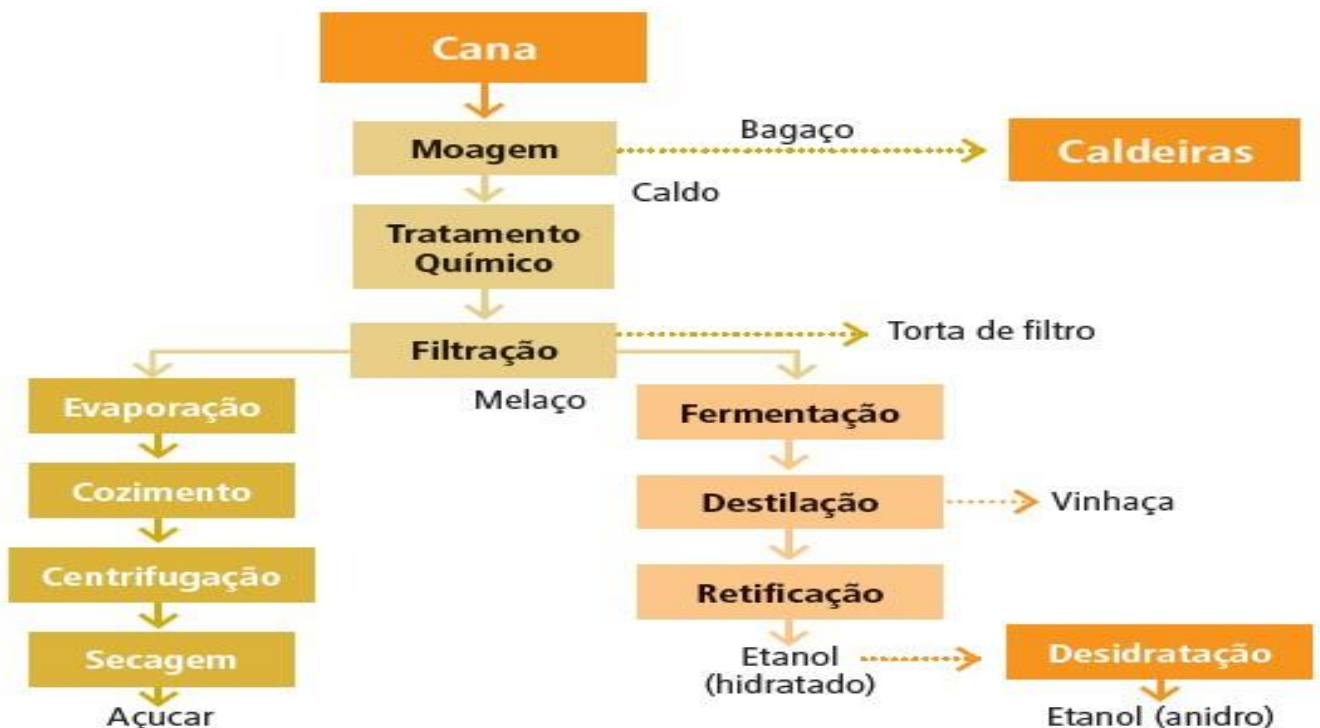 Cana
Moagem
Bagaço
Caldeiras
Caldo
Tratamento
Químico
Filtração
Torta de filtro
Melaço
Evaporação
Cozimento
Centrifugação
Secagem
Açucar
Fermentação
Destilação
Vinhaça
Retificação
Etanol
(hidratado)
Desidratação
Etanol (anidro)